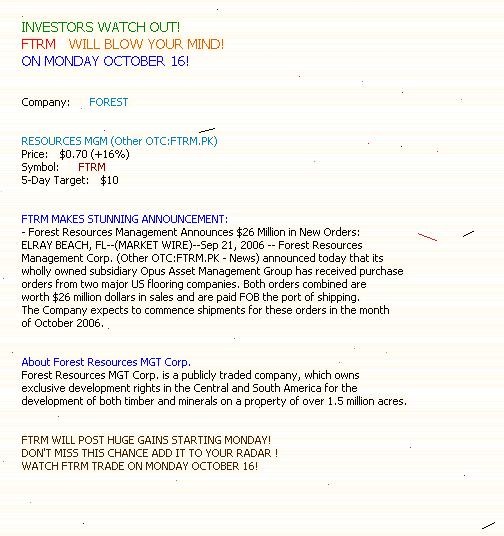 INVESTORS WATCH OUT!
FTRM WILL BLOW YOUR MIND!
ON MONDAY OCTOBER 16!
Company: FOREST
RESOURCES MGM (Other OTC:FTRM.PK)
Price: $0.70 (+16%)
Symbol: FTRM
5-Day Target: $10
FTRM MAKES STUNNING ANNOUNCEMENT:
- Forest Resources Management Announces $26 Million in New Orders:
ELRAY BEACH, FL--(MARKET WIRE)--Sep 21, 2006 -- Forest Resources
Management Corp. (Other OTC:FTRM.PK - News) announced today that its
wholly owned subsidiary Opus Asset Management Group has received purchase
orders from two major US flooring companies. Both orders combined are
worth $26 million dollars in sales and are paid FOB the port of shipping.
The Company expects to commence shipments for these orders in the month
of October 2006.
About Forest Resources MGT Corp.
Forest Resources MGT Corp. is a publicly traded company, which owns
exclusive development rights in the Central and South America for the
development of both timber and minerals on a property of over 1.5 million acres.
FTRM WILL POST HUGE GAINS STARTING MONDAY!
DON'T MISS THIS CHANCE ADD IT TO YOUR RADAR !
WATCH FTRM TRADE ON MONDAY OCTOBER 16!